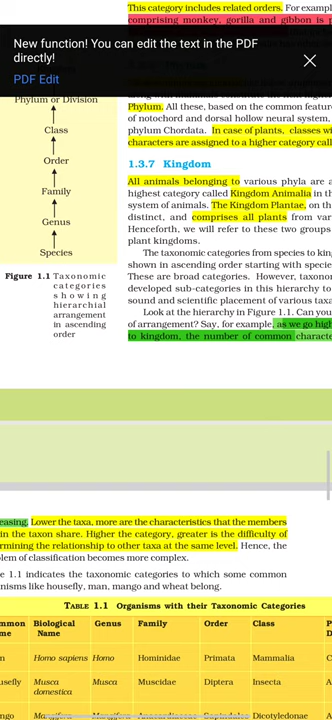 This category includes related orders. For exampl
comprising monkey, gorilla and gibbon is p
New function! You can edit the text in the PDF
directly!
PDF Edit
Phylum or Division
Class
Order
Family
Genus
Species
Figure 1.1 Taxonomic
categories
showing
hierarchial
arrangement
in ascending
order
Phylum. All these, based on the common featur
of notochord and dorsal hollow neural system,
phylum Chordata. In case of plants, classes wi
characters are assigned to a higher category call
1.3.7 Kingdom
All animals belonging to various phyla are a
highest category called Kingdom Animalia in th
system of animals. The Kingdom Plantae, on th
distinct, and comprises all plants from var
Henceforth, we will refer to these two groups
plant kingdoms.
The taxonomic categories from species to king
shown in ascending order starting with specie
These are broad categories. However, taxonor
developed sub-categories in this hierarchy to
sound and scientific placement of various taxa
Look at the hierarchy in Figure 1.1. Can you
of arrangement? Say, for example, as we go high
to kingdom, the number of common characte
easing. Lower the taxa, more are the characteristics that the members
in the taxon share. Higher the category, greater is the difficulty of
rmining the relationship to other taxa at the same level. Hence, the
blem of classification becomes more complex.
e 1.1 indicates the taxonomic categories to which some common
nisms like housefly, man, mango and wheat belong.
TABLE 1.1 Organisms with their Taxonomic Categories
mmon Biological Genus Family Order Class P
me Name D
n Homo sapiens Homo Hominidae Primata Mammalia C
usefly Musca Musca Muscidae Diptera Insecta A
domestica
ngo Mangifera Mangifera Anacardiaceae Sapindales Dicotyledonae